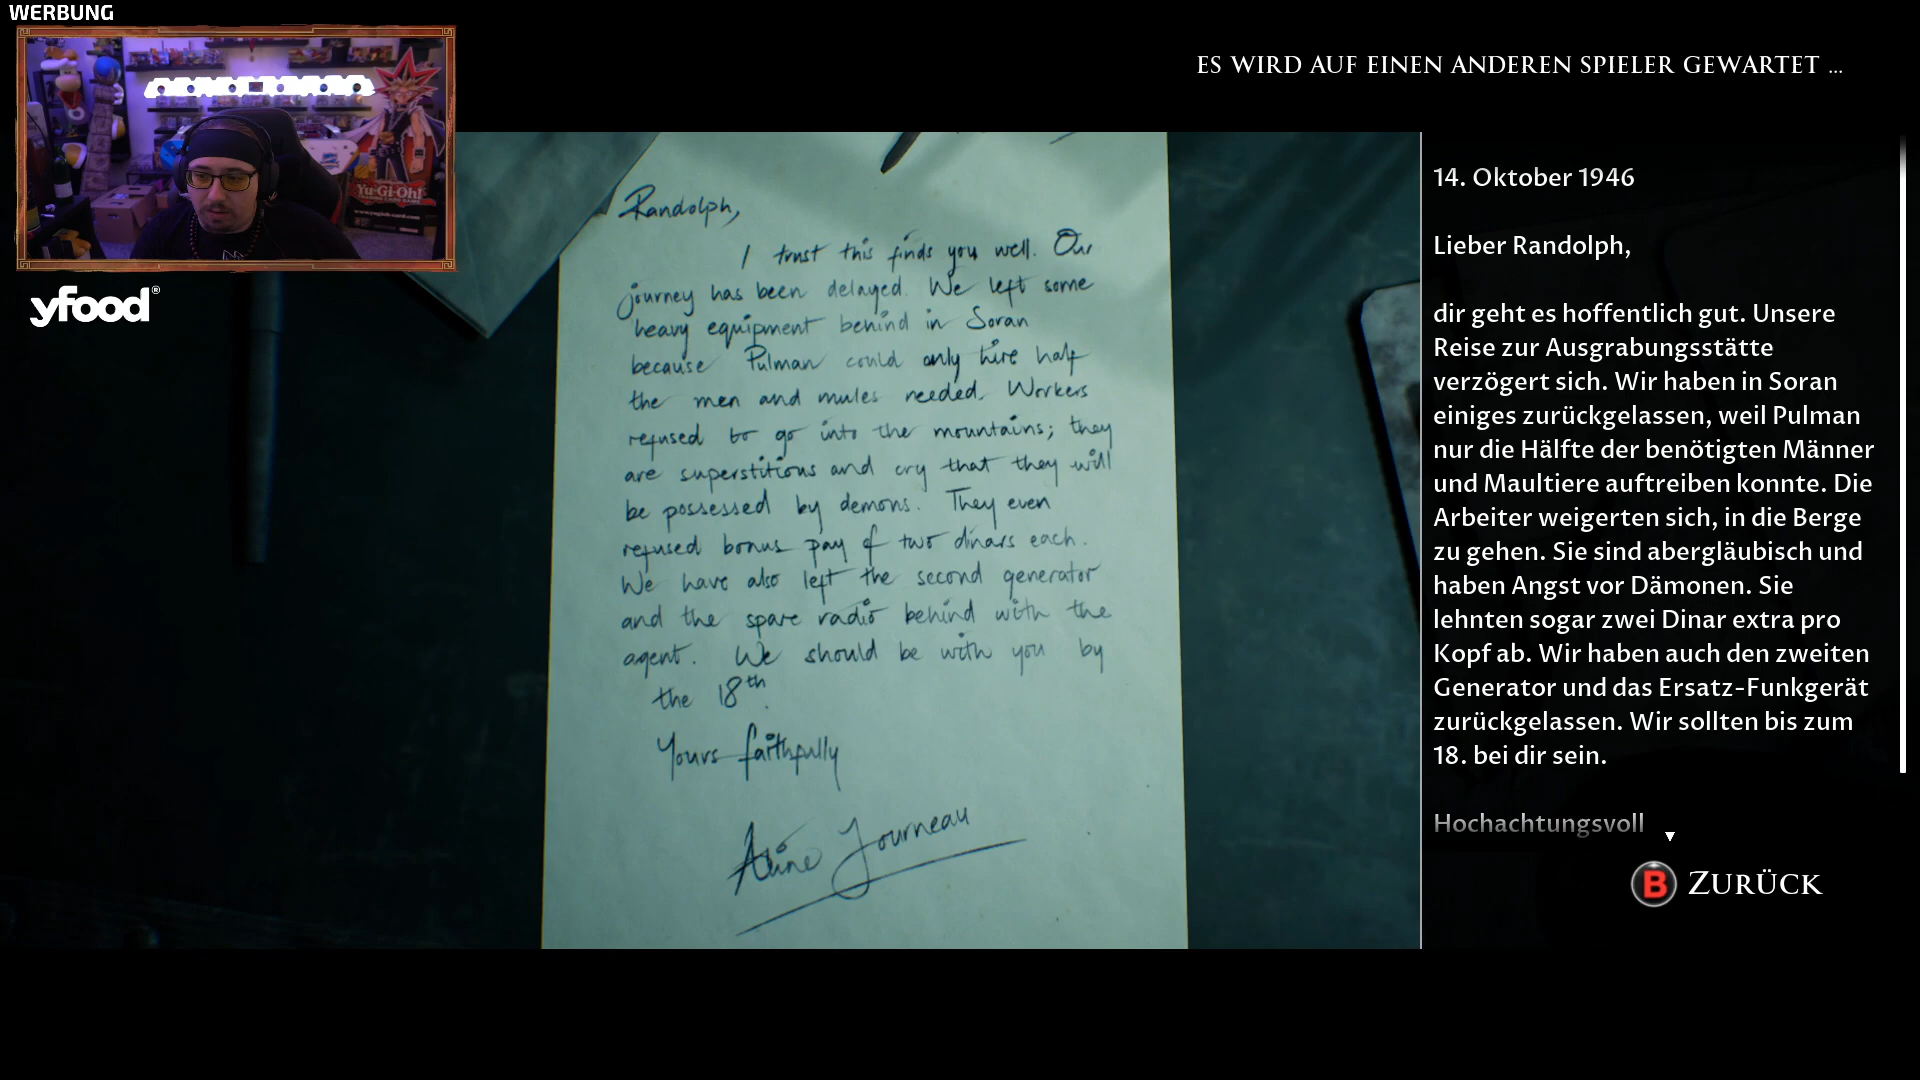 WERBUNG
Yu-Gi-Oh!
www.yugioh-card.com
yfood®
ES WIRD AUF EINEN ANDEREN SPIELER GEWARTET ...
Randolph,
I trust this finds you well. Our
journey has been delayed. We left some
heavy equipment behind in Soran
because Pulman could only hire half
the men and mules needed. Workers
refused to go into the mountains; they
are superstitious and cry that they will
be possessed by demons. They even
refused bonus pay of two dinars each.
We have also left the second generator
and the spare radio behind with the
agent. We should be with you by
the 18th.
Yours faithfully
Journeau
14. Oktober 1946
Lieber Randolph,
dir geht es hoffentlich gut. Unsere
Reise zur Ausgrabungsstätte
verzögert sich. Wir haben in Soran
einiges zurückgelassen, weil Pulman
nur die Hälfte der benötigten Männer
und Maultiere auftreiben konnte. Die
Arbeiter weigerten sich, in die Berge
zu gehen. Sie sind abergläubisch und
haben Angst vor Dämonen. Sie
lehnten sogar zwei Dinar extra pro
Kopf ab. Wir haben auch den zweiten
Generator und das Ersatz-Funkgerät
zurückgelassen. Wir sollten bis zum
18. bei dir sein.
Hochachtungsvoll
B ZURÜCK